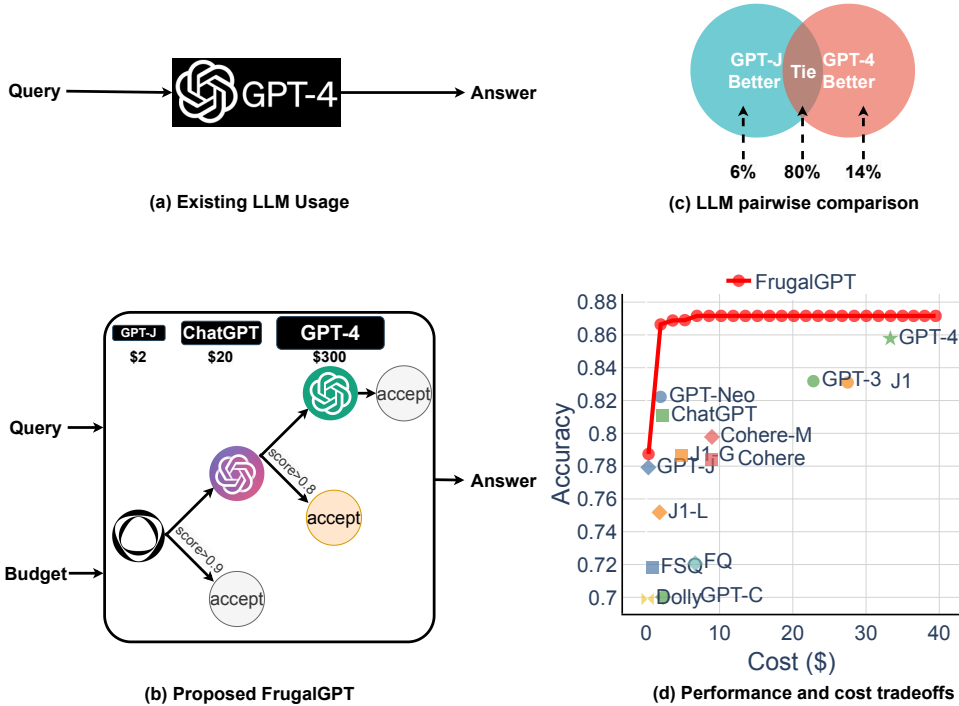 Query
GPT-4
Answer
(a) Existing LLM Usage
GPT-J
Better
Tie
GPT-4
Better
6%
80%
14%
(c) LLM pairwise comparison
GPT-J
ChatGPT
GPT-4
$2
$20
$300
accept
score>0.8
accept
score>0.9
accept
Query
Budget
Answer
(b) Proposed FrugalGPT
FrugalGPT
0.88
0.86
0.84
0.82
0.8
0.78
0.76
0.74
0.72
0.7
Accuracy
GPT-4
GPT-3
J1
GPT-Neo
ChatGPT
Cohere-M
J1-G
Cohere
GPT-J
J1-L
FSQ
FQ
Dolly
GPT-C
0
10
20
30
40
Cost ($)
(d) Performance and cost tradeoffs